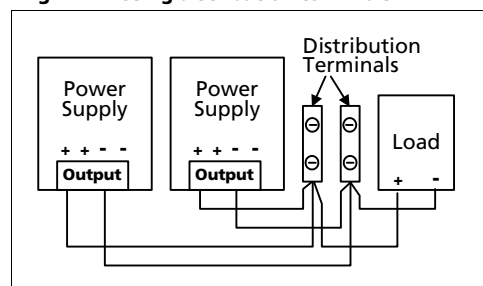 Distribution
Terminals
Power
Supply
+ + - -
Output
Power
Supply
+ + - -
Output
Load
+ -